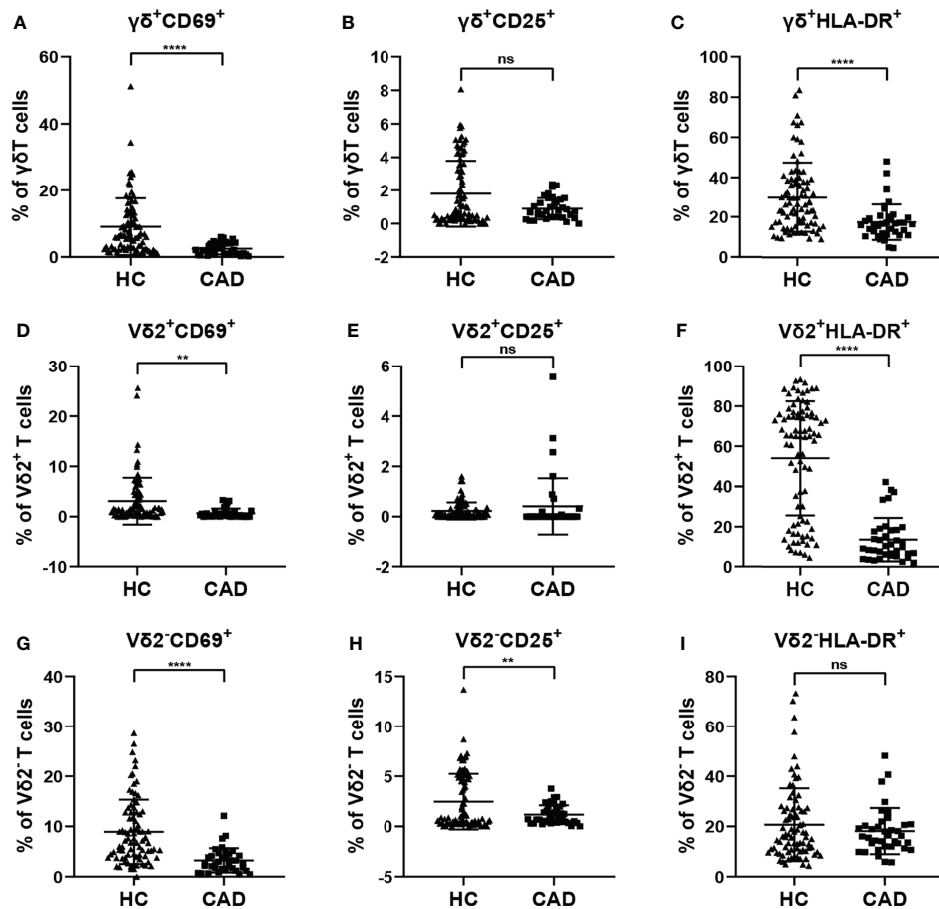 A γδ⁺CD69⁺
****
% of γδT cells
60
40
20
0
HC CAD
B γδ⁺CD25⁺
ns
% of γδT cells
10
8
6
4
2
0
-2
HC CAD
C γδ⁺HLA-DR⁺
****
% of γδT cells
100
80
60
40
20
0
HC CAD
D Vδ2⁺CD69⁺
**
% of Vδ2⁺ T cells
30
20
10
0
-10
HC CAD
E Vδ2⁺CD25⁺
ns
% of Vδ2⁺ T cells
6
4
2
0
-2
HC CAD
F Vδ2⁺HLA-DR⁺
****
% of Vδ2⁺ T cells
100
80
60
40
20
0
HC CAD
G Vδ2⁻CD69⁺
****
% of Vδ2⁻ T cells
40
30
20
10
0
HC CAD
H Vδ2⁻CD25⁺
**
% of Vδ2⁻ T cells
15
10
5
0
-5
HC CAD
I Vδ2⁻HLA-DR⁺
ns
% of Vδ2⁻ T cells
80
60
40
20
0
HC CAD